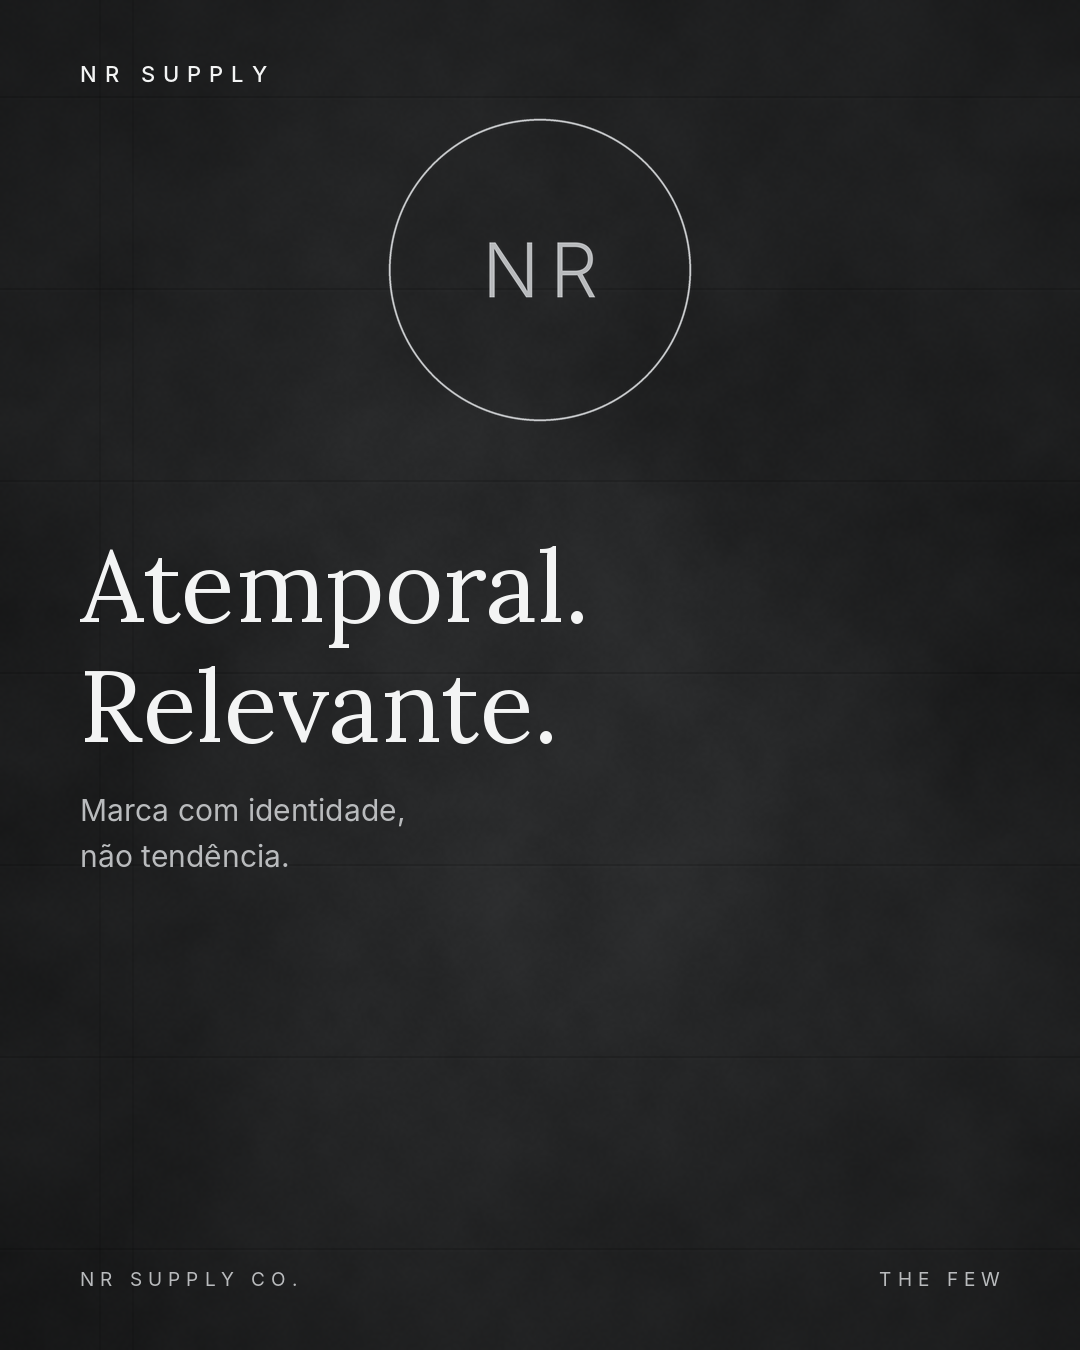 NR SUPPLY
NR
Atemporal.
Relevante.
Marca com identidade,
não tendência.
NR SUPPLY CO.
THE FEW